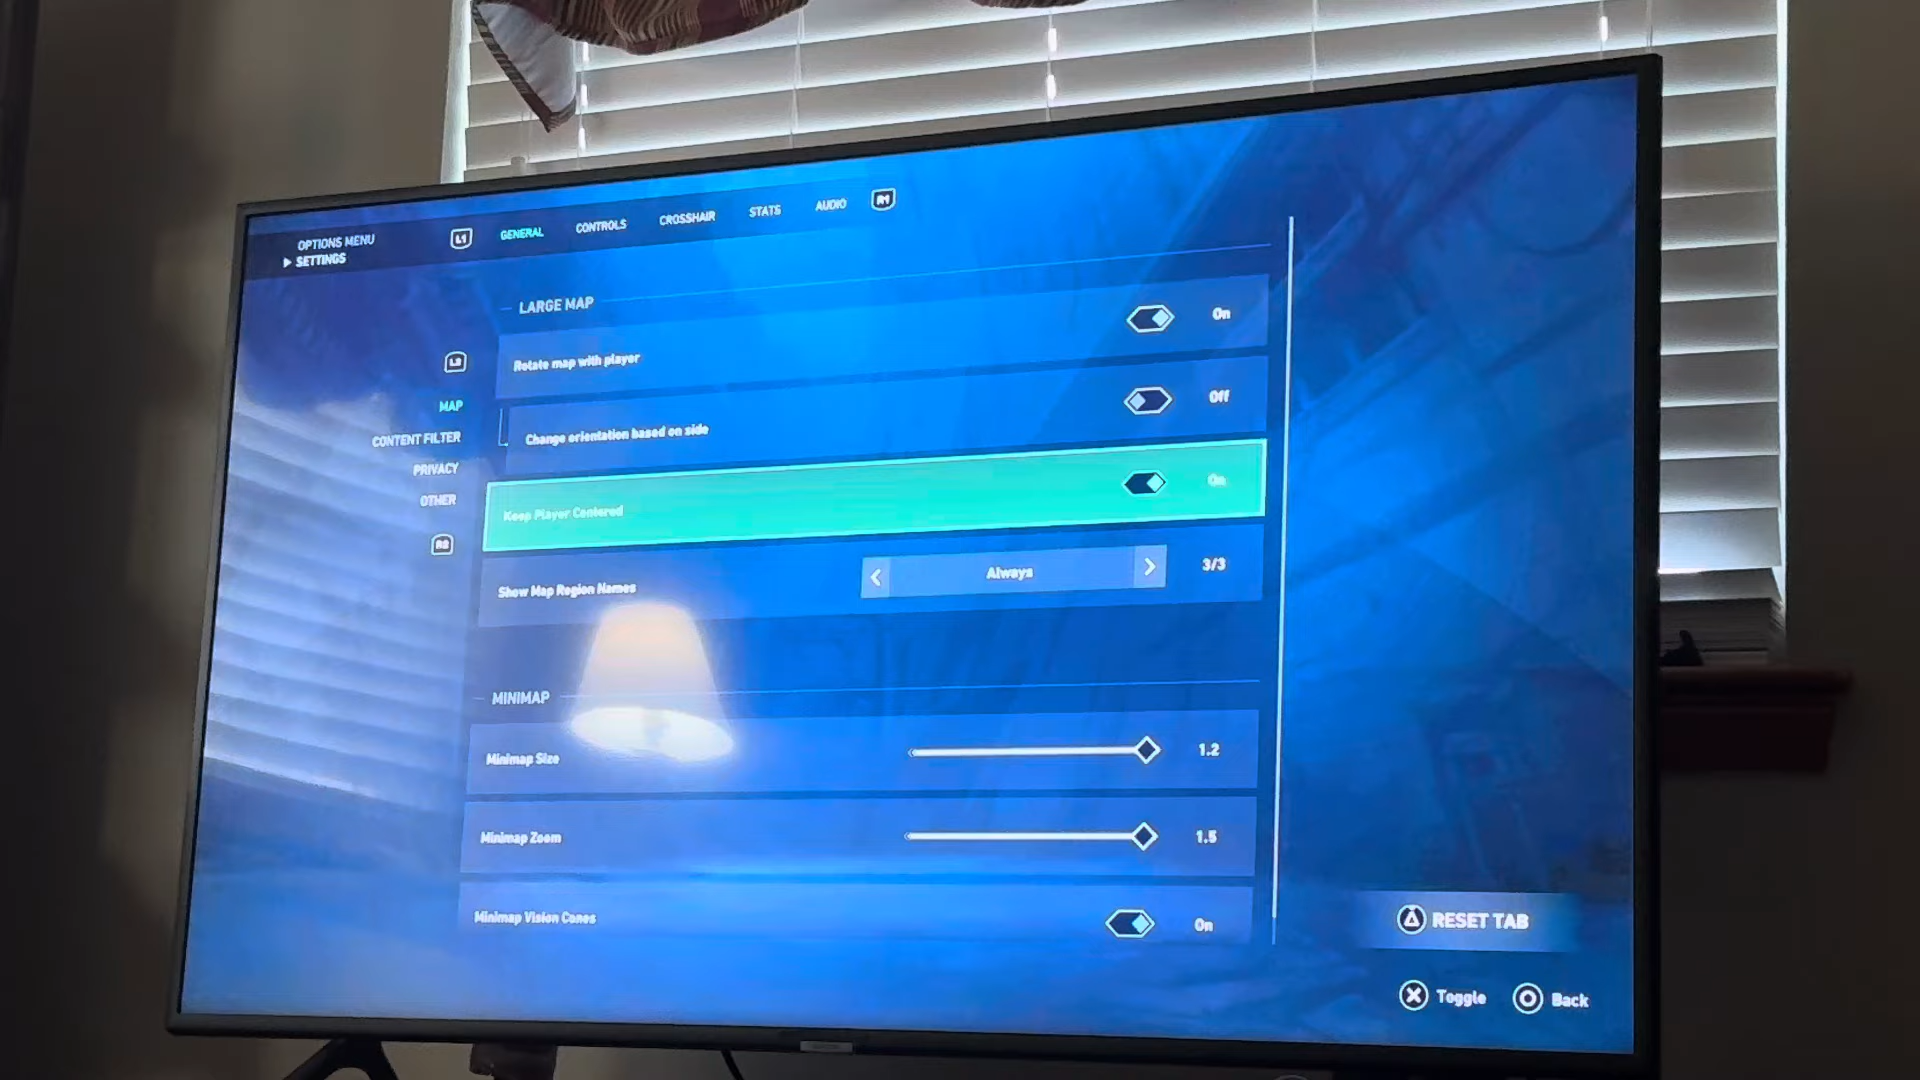 OPTIONS MENU
SETTINGS
L1 GENERAL CONTROLS CROSSHAIR STATS AUDIO R1
LARGE MAP
Rotate map with player On
Change orientation based on side Off
Keep Player Centered On
Show Map Region Names Always 3/3
L2
MAP
CONTENT FILTER
PRIVACY
OTHER
R2
MINIMAP
Minimap Size 1.2
Minimap Zoom 1.5
Minimap Vision Cones On
RESET TAB
Toggle Back